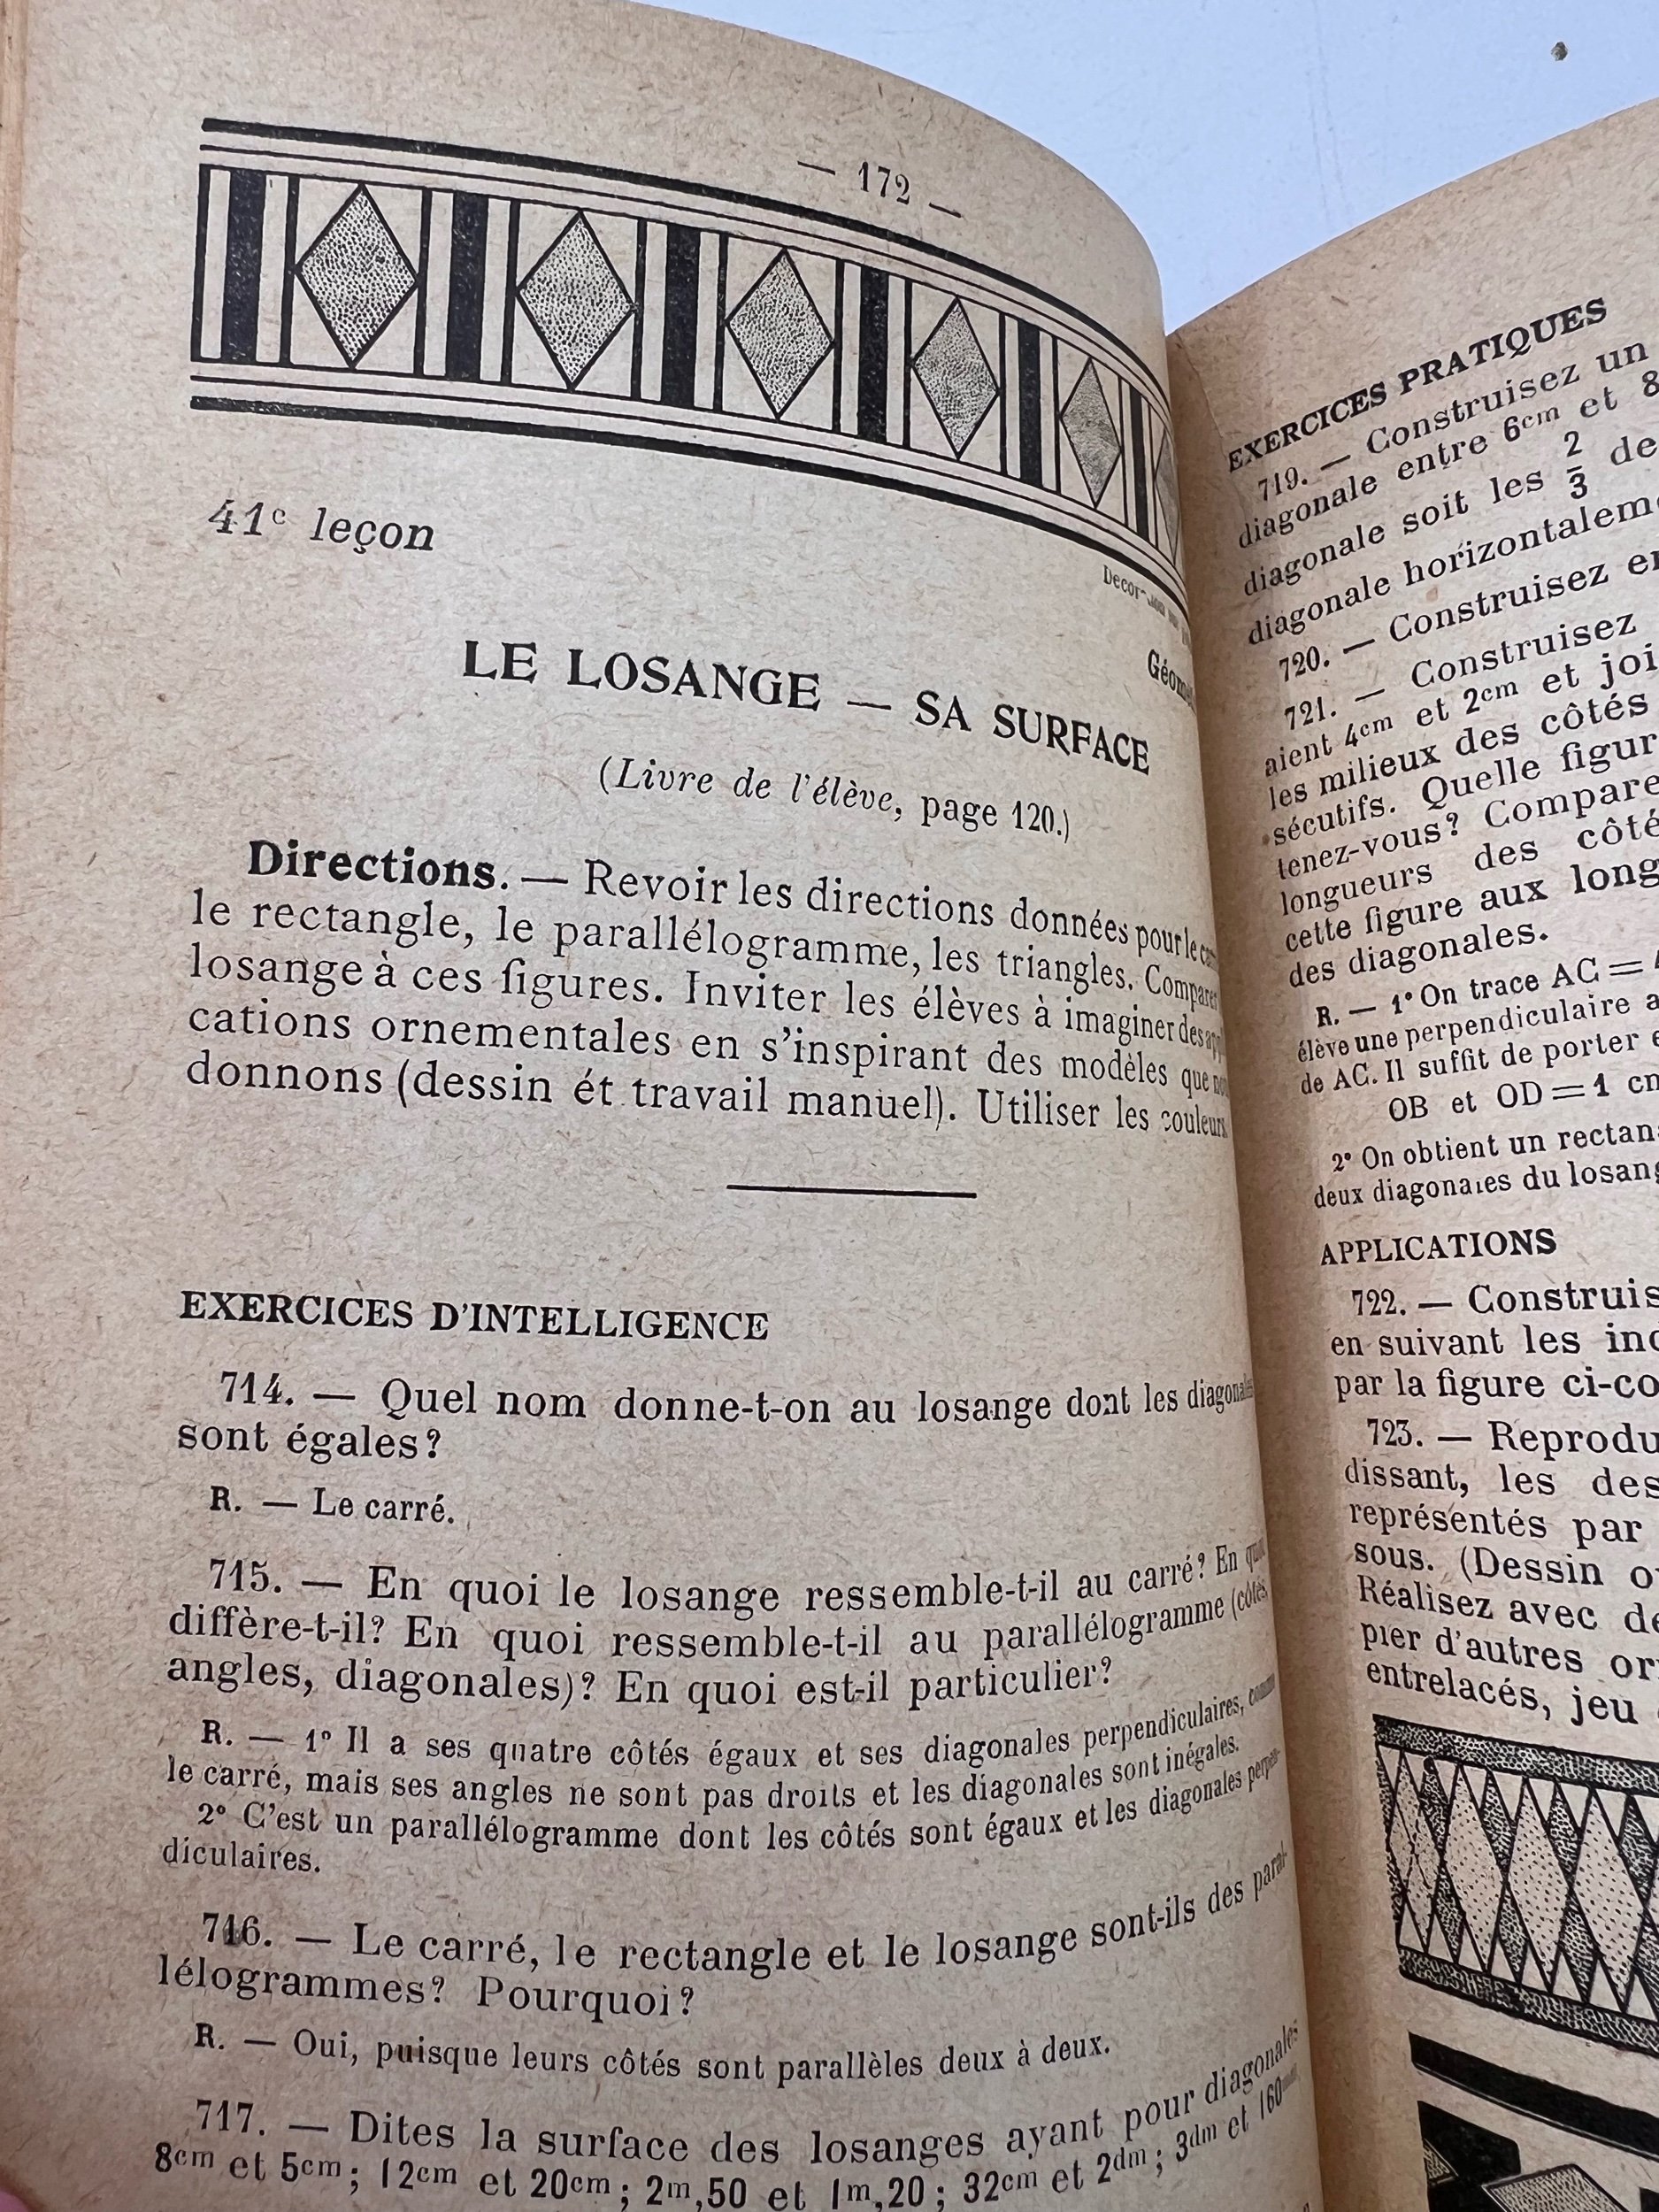 — 172 —
41e leçon
LE LOSANGE — SA SURFACE
(Livre de l'élève, page 120.)
Directions. — Revoir les directions données pour le
le rectangle, le parallélogramme, les triangles. Comparer
losange à ces figures. Inviter les élèves à imaginer des
cations ornementales en s'inspirant des modèles que
donnons (dessin ét travail manuel). Utiliser les couleurs.
EXERCICES D'INTELLIGENCE
714. — Quel nom donne-t-on au losange dont les diagonales
sont égales?
R. — Le carré.
715. — En quoi le losange ressemble-t-il au carré? En quoi
diffère-t-il? En quoi ressemble-t-il au parallélogramme (côtés,
angles, diagonales)? En quoi est-il particulier?
R. — 1° Il a ses quatre côtés égaux et ses diagonales perpendiculaires, comme
le carré, mais ses angles ne sont pas droits et les diagonales sont inégales.
2° C'est un parallélogramme dont les côtés sont égaux et les diagonales perpen-
diculaires.
716. — Le carré, le rectangle et le losange sont-ils des paral-
lélogrammes? Pourquoi?
R. — Oui, puisque leurs côtés sont parallèles deux à deux.
717. — Dites la surface des losanges ayant pour diagonales
8cm et 5cm; 12cm et 20cm; 2m,50 et 1m,20; 32cm et 2dm; 3dm et 160mm.
EXERCICES PRATIQUES
719. — Construisez un
diagonale entre 6cm et 8
diagonale soit les 2/3 de
diagonale horizontalem
720. — Construisez en
721. — Construisez
aient 4cm et 2cm et joi
les milieux des côtés
sécutifs. Quelle figur
tenez-vous? Compare
longueurs des côté
cette figure aux long
des diagonales.
R. — 1° On trace AC = 4
élève une perpendiculaire a
de AC. Il suffit de porter e
OB et OD = 1 cm
2° On obtient un rectan
deux diagonales du losang
APPLICATIONS
722. — Construis
en suivant les ind
par la figure ci-co
723. — Reprodu
dissant, les des
représentés par
sous. (Dessin o
Réalisez avec de
pier d'autres or
entrelacés, jeu